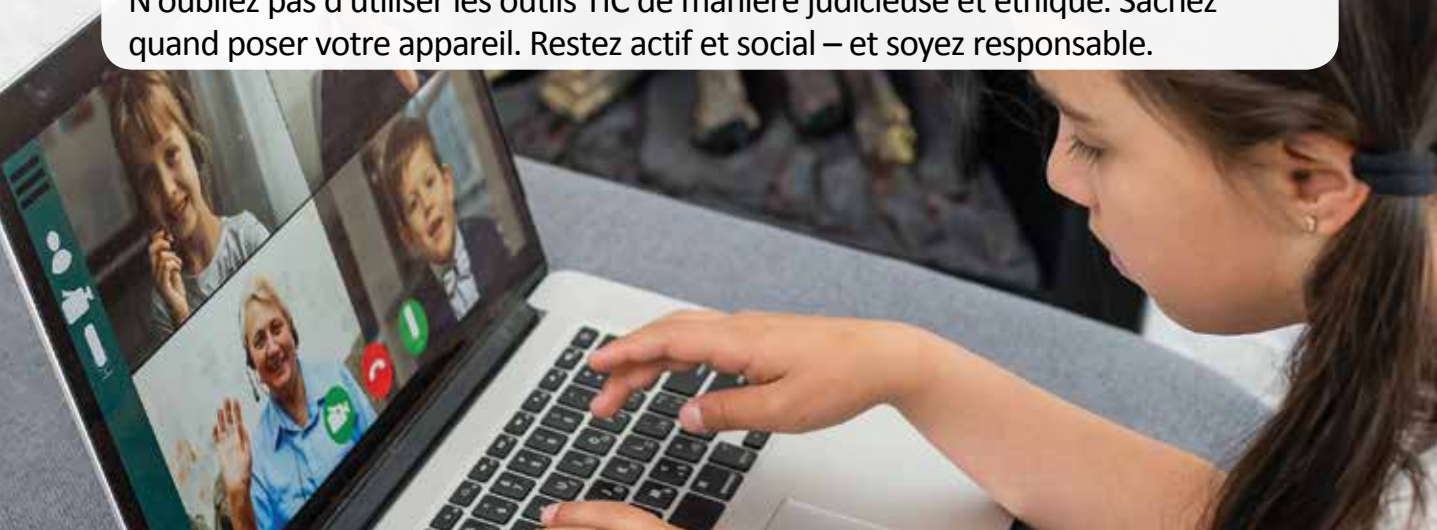 N'oubliez pas d'utiliser les outils TIC de manière judicieuse et éthique. Sachez
quand poser votre appareil. Restez actif et social – et soyez responsable.